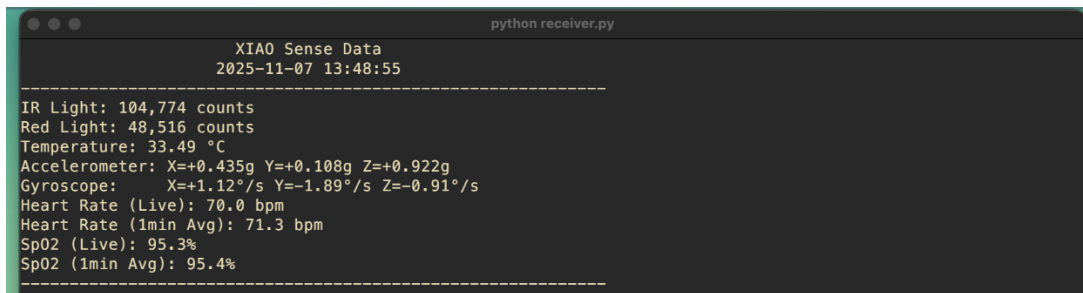 python receiver.py
XIAO Sense Data
2025-11-07 13:48:55
------------------------------------------------------------
IR Light: 104,774 counts
Red Light: 48,516 counts
Temperature: 33.49 °C
Accelerometer: X=+0.435g Y=+0.108g Z=+0.922g
Gyroscope: X=+1.12°/s Y=-1.89°/s Z=-0.91°/s
Heart Rate (Live): 70.0 bpm
Heart Rate (1min Avg): 71.3 bpm
SpO2 (Live): 95.3%
SpO2 (1min Avg): 95.4%
------------------------------------------------------------